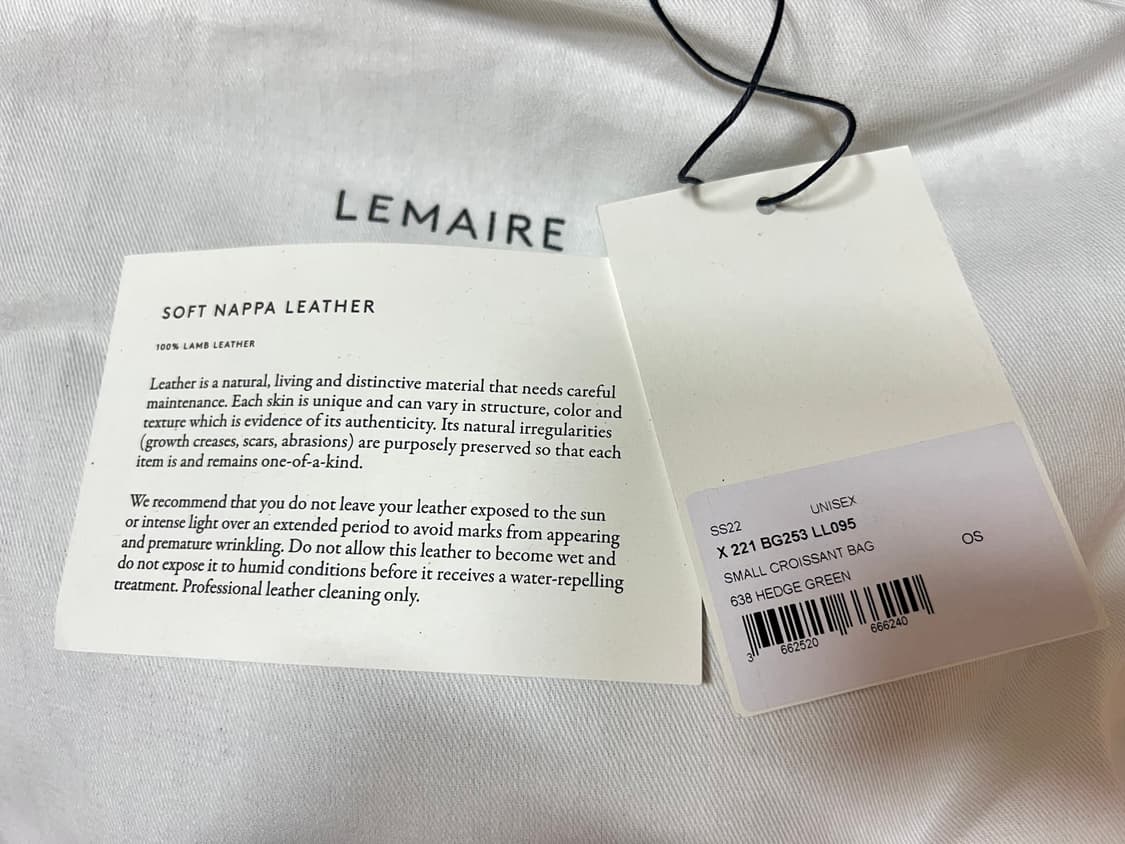 LEMAIRE
SOFT NAPPA LEATHER
100% LAMB LEATHER
Leather is a natural, living and distinctive material that needs careful
maintenance. Each skin is unique and can vary in structure, color and
texture which is evidence of its authenticity. Its natural irregularities
(growth creases, scars, abrasions) are purposely preserved so that each
item is and remains one-of-a-kind.
We recommend that you do not leave your leather exposed to the sun
or intense light over an extended period to avoid marks from appearing
and premature wrinkling. Do not allow this leather to become wet and
do not expose it to humid conditions before it receives a water-repelling
treatment. Professional leather cleaning only.
SS22 UNISEX
X 221 BG253 LL095
SMALL CROISSANT BAG OS
638 HEDGE GREEN
3 662520 666240